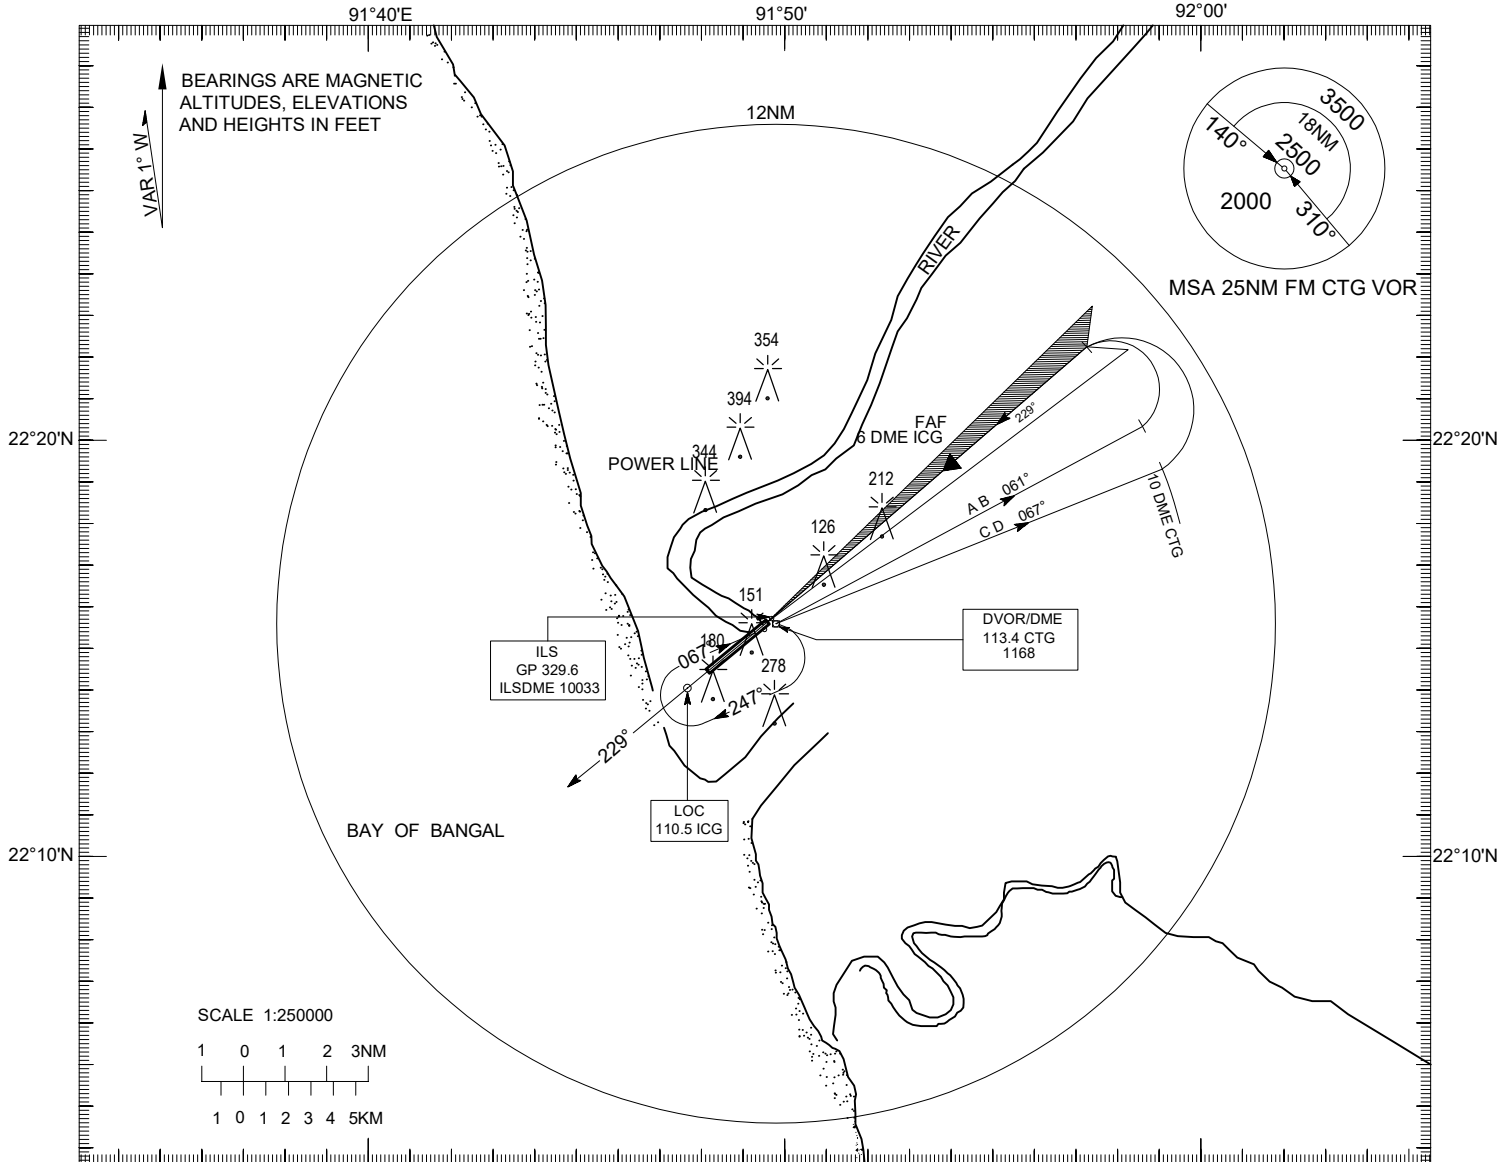 91°40'E
91°50'
92°00'
BEARINGS ARE MAGNETIC
ALTITUDES, ELEVATIONS
AND HEIGHTS IN FEET
VAR 1° W
12NM
3500
18NM
2500
140°
2000
310°
MSA 25NM FM CTG VOR
RIVER
354
394
344
POWER LINE
FAF
6 DME ICG
229°
22°20'N
22°20'N
212
A B 061°
C D 067°
10 DME CTG
126
151
180
278
067°
247°
229°
ILS
GP 329.6
ILSDME 10033
DVOR/DME
113.4 CTG
1168
LOC
110.5 ICG
BAY OF BANGAL
22°10'N
22°10'N
SCALE 1:250000
1 0 1 2 3NM
1 0 1 2 3 4 5KM